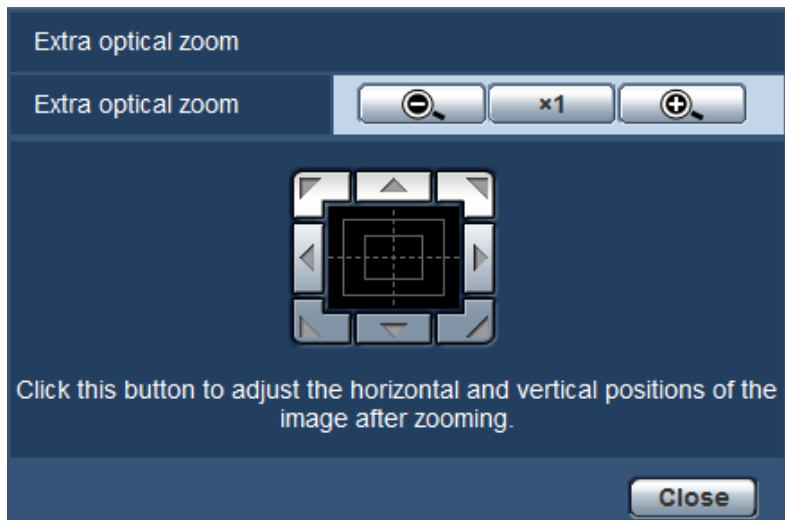 Extra optical zoom
Extra optical zoom
×1
Click this button to adjust the horizontal and vertical positions of the
image after zooming.
Close